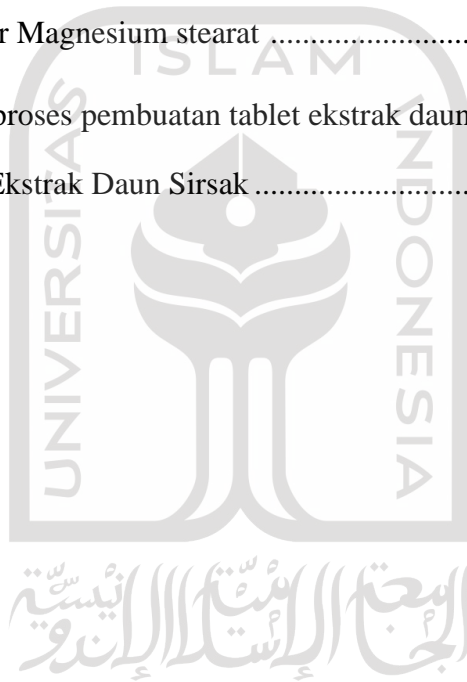 r Magnesium stearat ........................
proses pembuatan tablet ekstrak daun
Ekstrak Daun Sirsak ...........................
UNIVERSITAS
ISLAM
INDONESIA